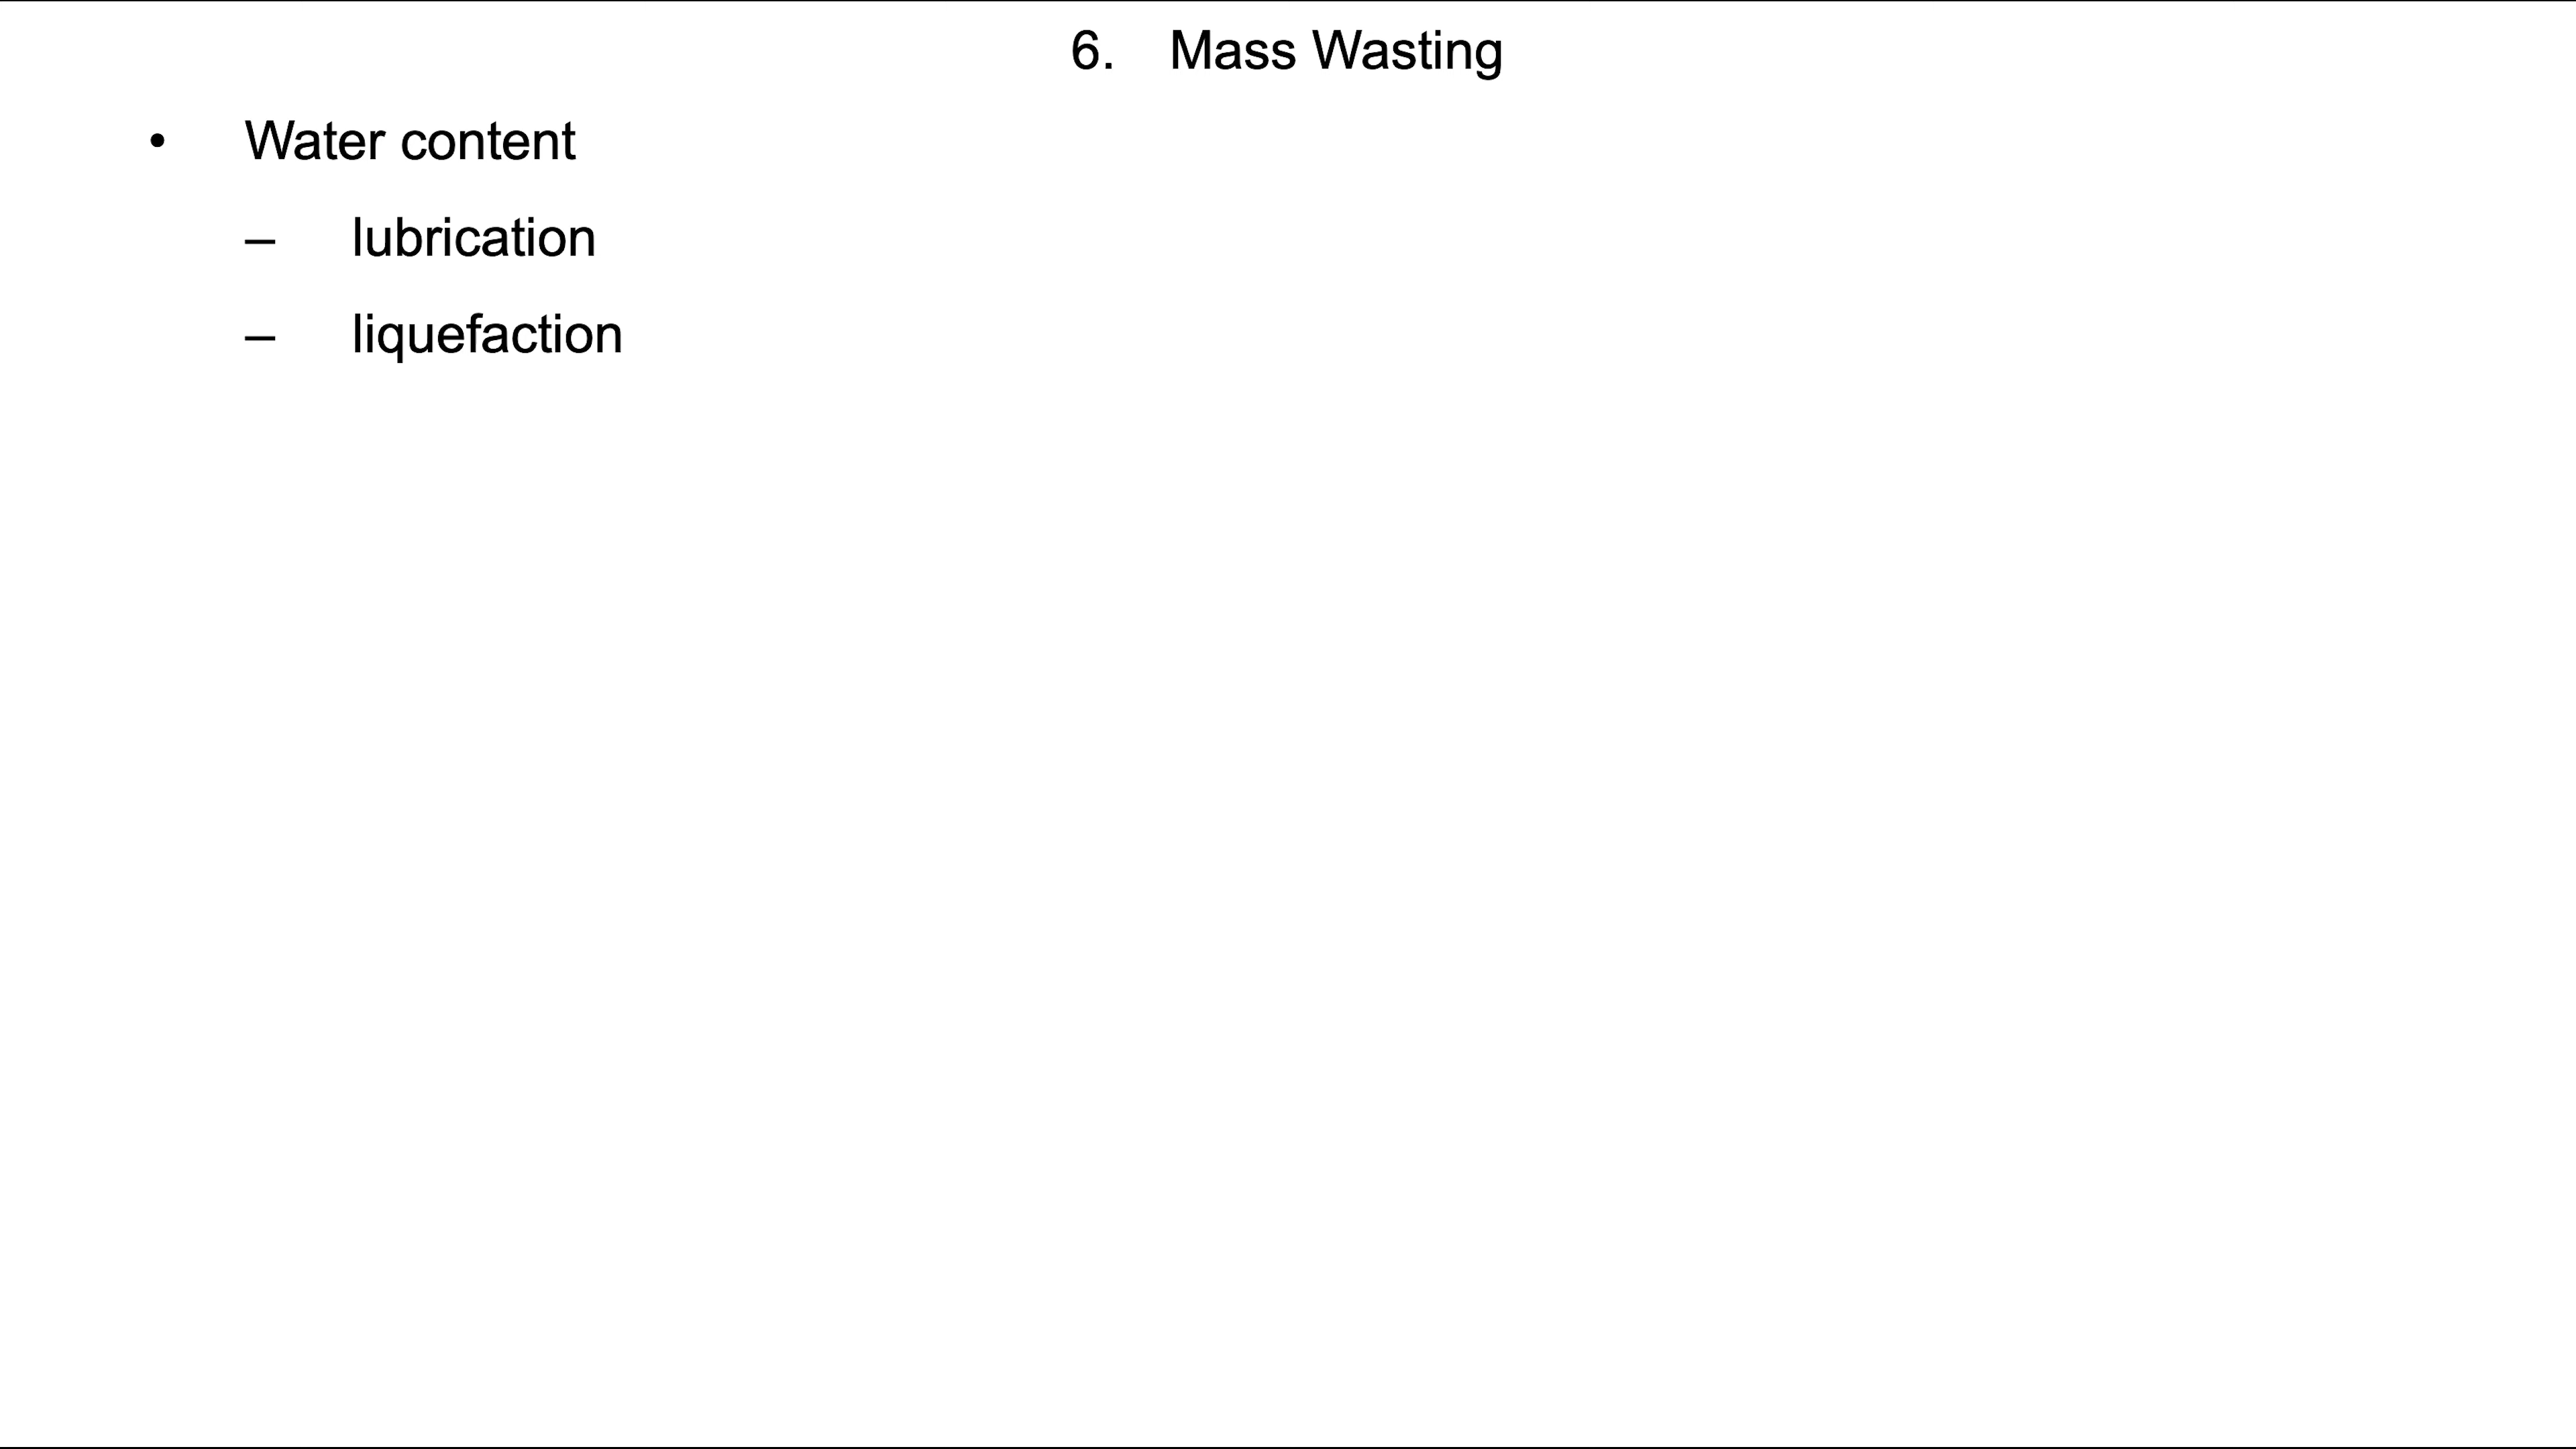 6. Mass Wasting
• Water content
– lubrication
– liquefaction